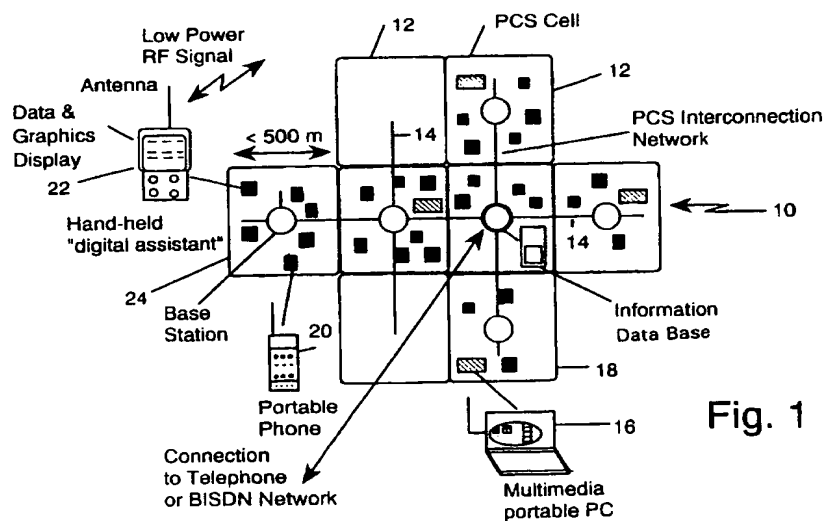 Low Power
RF Signal
Antenna
Data &
Graphics
Display
22
Hand-held
"digital assistant"
24
Base
Station
20
Portable
Phone
Connection
to Telephone
or BISDN Network
< 500 m
12
14
PCS Cell
12
PCS Interconnection
Network
10
14
Information
Data Base
18
16
Multimedia
portable PC
Fig. 1